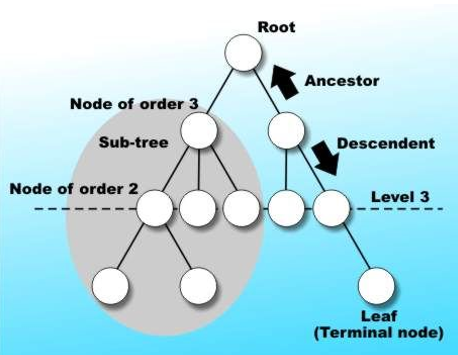 Root
Ancestor
Node of order 3
Sub-tree
Descendent
Node of order 2
Level 3
Leaf
(Terminal node)